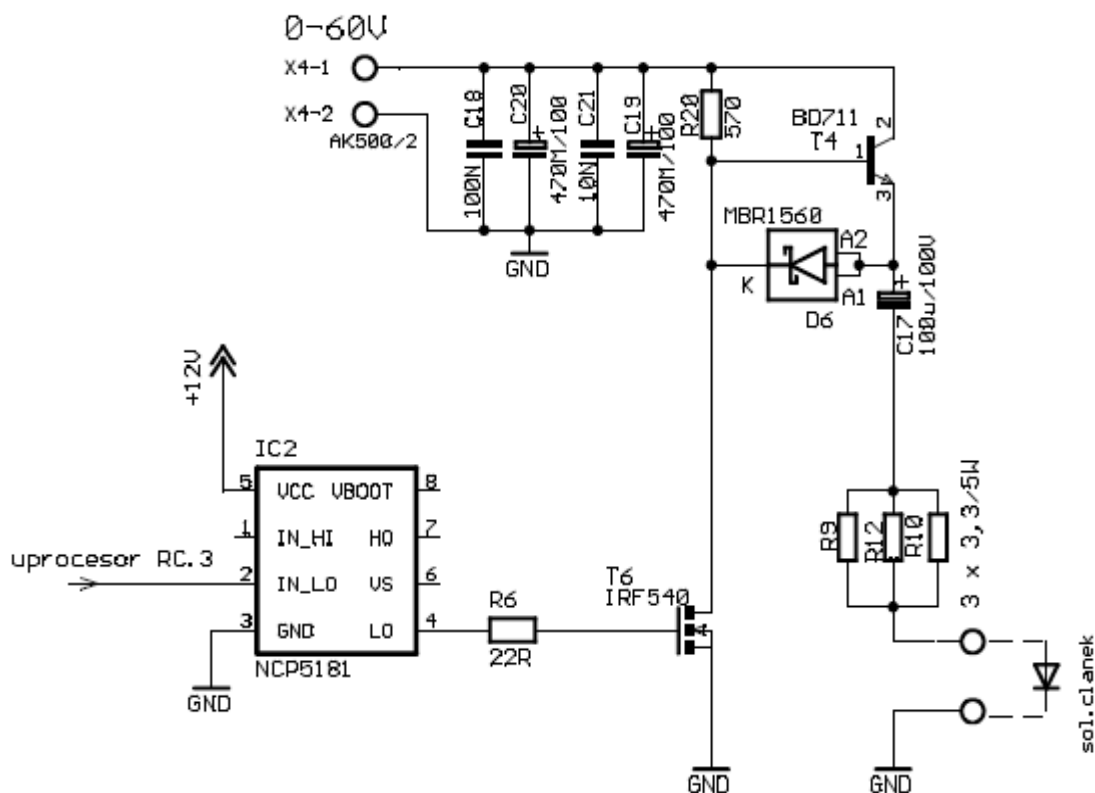 0-60V
X4-1
X4-2
AK500/2
C18
100N
C20
470M/100
+
C21
10N
C19
470M/100
+
R20
570
BD711
T4
1
2
3
GND
MBR1560
A2
A1
K
D6
+
C17
100u/100V
+12V
IC2
5 VCC VBOOT 8
1 IN_HI HO 7
uprocesor RC.3
2 IN_LO VS 6
3 GND LO 4
NCP5181
GND
R6
22R
T6
IRF540
GND
R9
R12
R10
3 x 3,3/5W
GND
sol.clanek